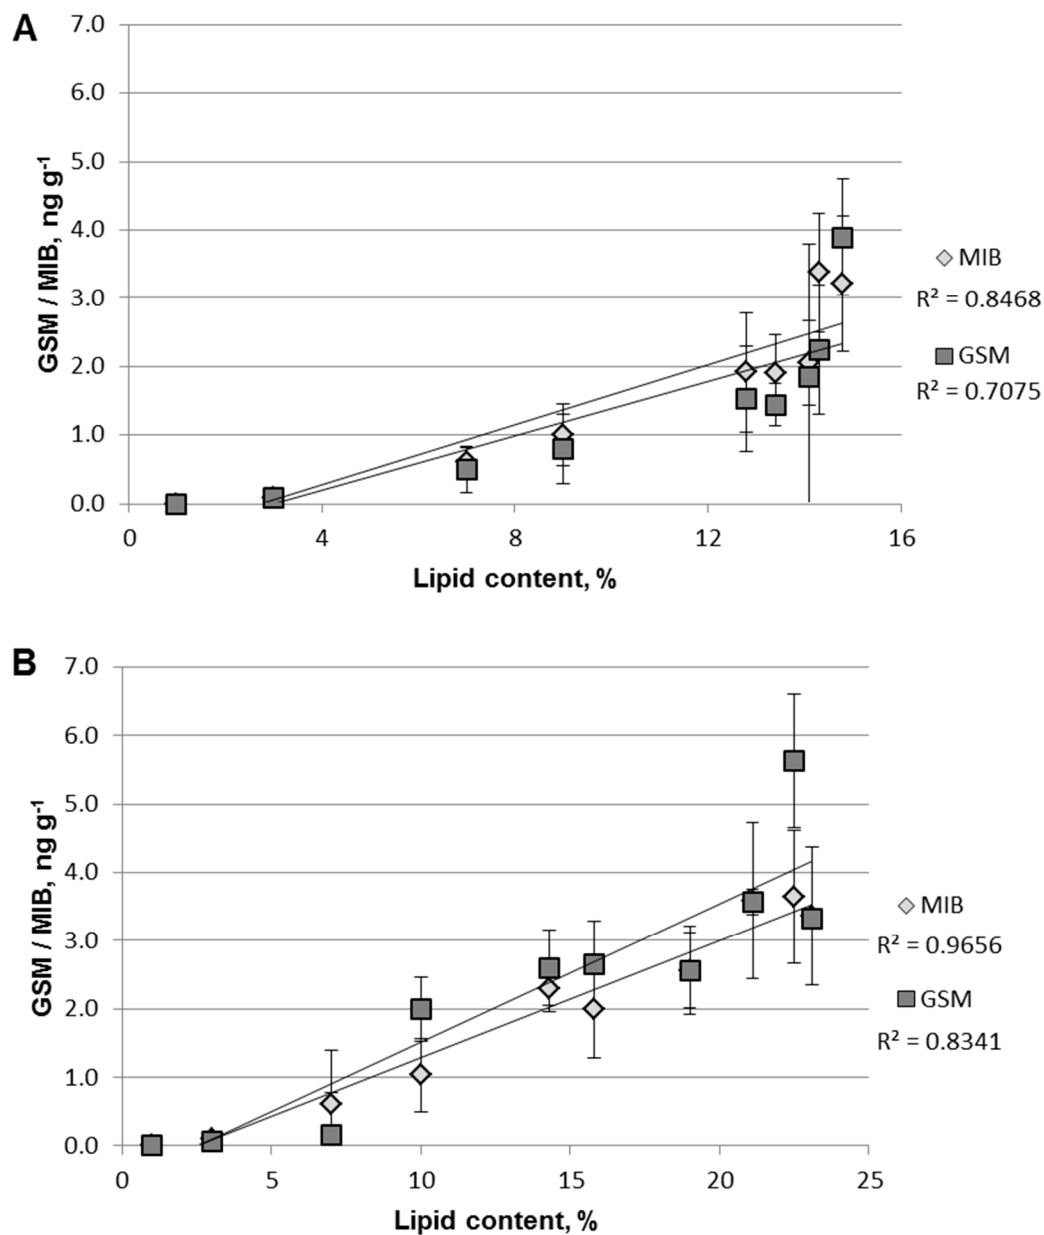 A
7.0
6.0
5.0
4.0
3.0
2.0
1.0
0.0
GSM / MIB, ng g⁻¹
0 4 8 12 16
Lipid content, %
MIB
R² = 0.8468
GSM
R² = 0.7075
B
7.0
6.0
5.0
4.0
3.0
2.0
1.0
0.0
GSM / MIB, ng g⁻¹
0 5 10 15 20 25
Lipid content, %
MIB
R² = 0.9656
GSM
R² = 0.8341